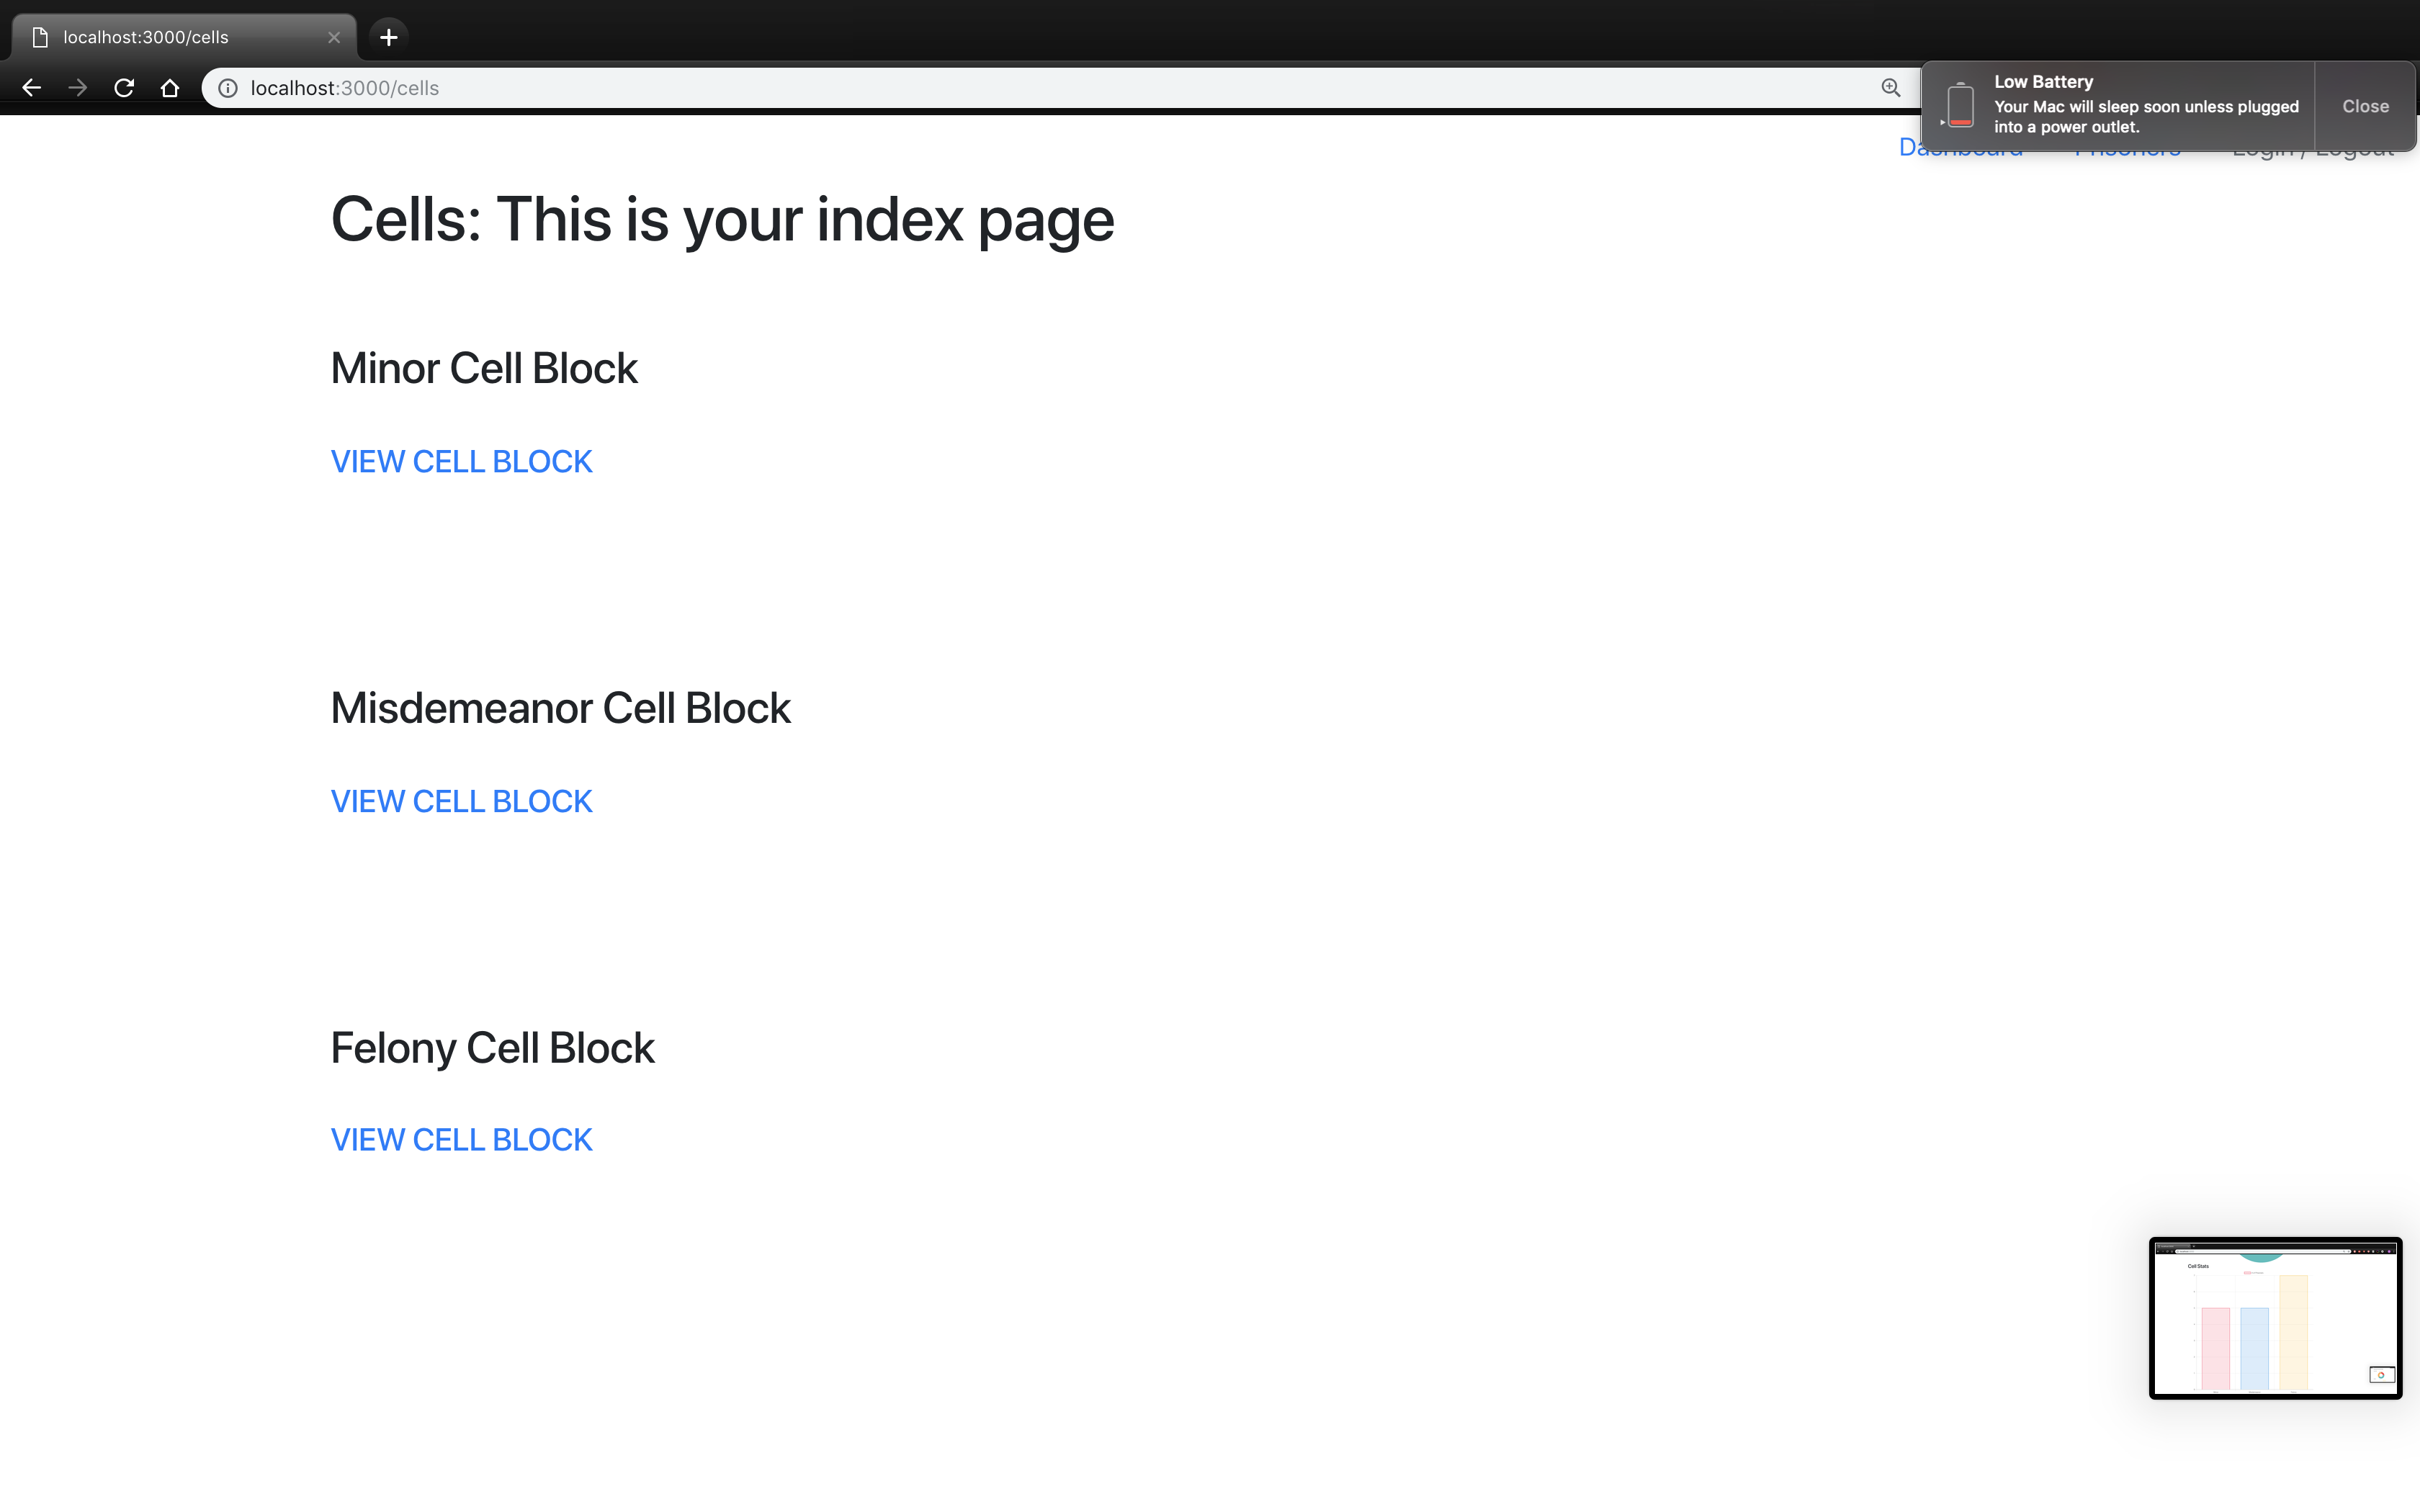 localhost:3000/cells
localhost:3000/cells
Low Battery
Your Mac will sleep soon unless plugged
into a power outlet.
Close
Dashboard Prisoners Login / Logout
Cells: This is your index page
Minor Cell Block
VIEW CELL BLOCK
Misdemeanor Cell Block
VIEW CELL BLOCK
Felony Cell Block
VIEW CELL BLOCK
Cell Stats